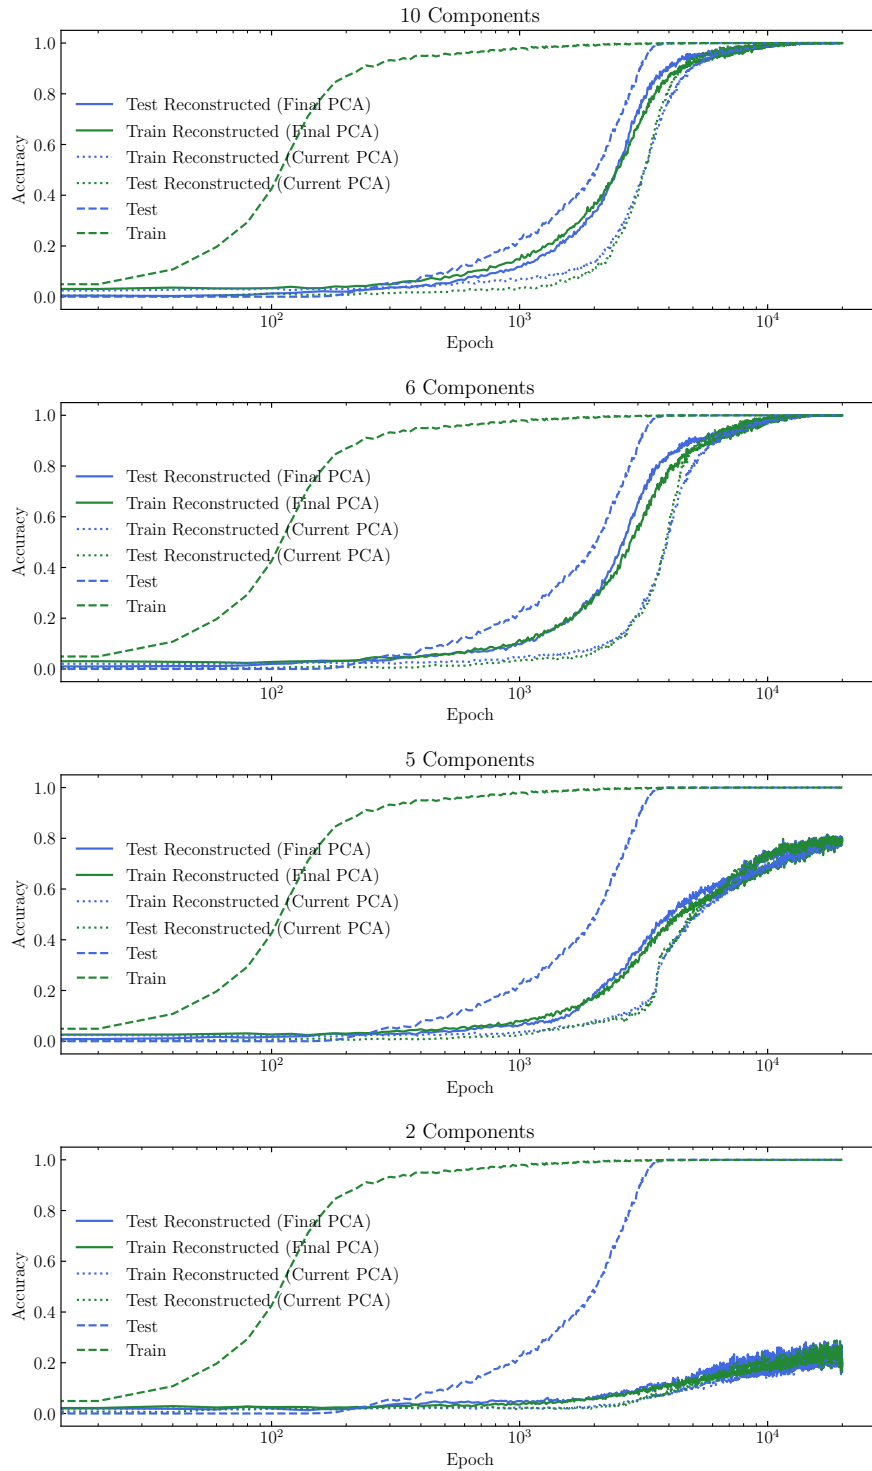 10 Components
1.0
0.8
0.6
0.4
0.2
0.0
Accuracy
Test Reconstructed (Final PCA)
Train Reconstructed (Final PCA)
Train Reconstructed (Current PCA)
Test Reconstructed (Current PCA)
Test
Train
10²
10³
10⁴
Epoch
6 Components
1.0
0.8
0.6
0.4
0.2
0.0
Accuracy
Test Reconstructed (Final PCA)
Train Reconstructed (Final PCA)
Train Reconstructed (Current PCA)
Test Reconstructed (Current PCA)
Test
Train
10²
10³
10⁴
Epoch
5 Components
1.0
0.8
0.6
0.4
0.2
0.0
Accuracy
Test Reconstructed (Final PCA)
Train Reconstructed (Final PCA)
Train Reconstructed (Current PCA)
Test Reconstructed (Current PCA)
Test
Train
10²
10³
10⁴
Epoch
2 Components
1.0
0.8
0.6
0.4
0.2
0.0
Accuracy
Test Reconstructed (Final PCA)
Train Reconstructed (Final PCA)
Train Reconstructed (Current PCA)
Test Reconstructed (Current PCA)
Test
Train
10²
10³
10⁴
Epoch